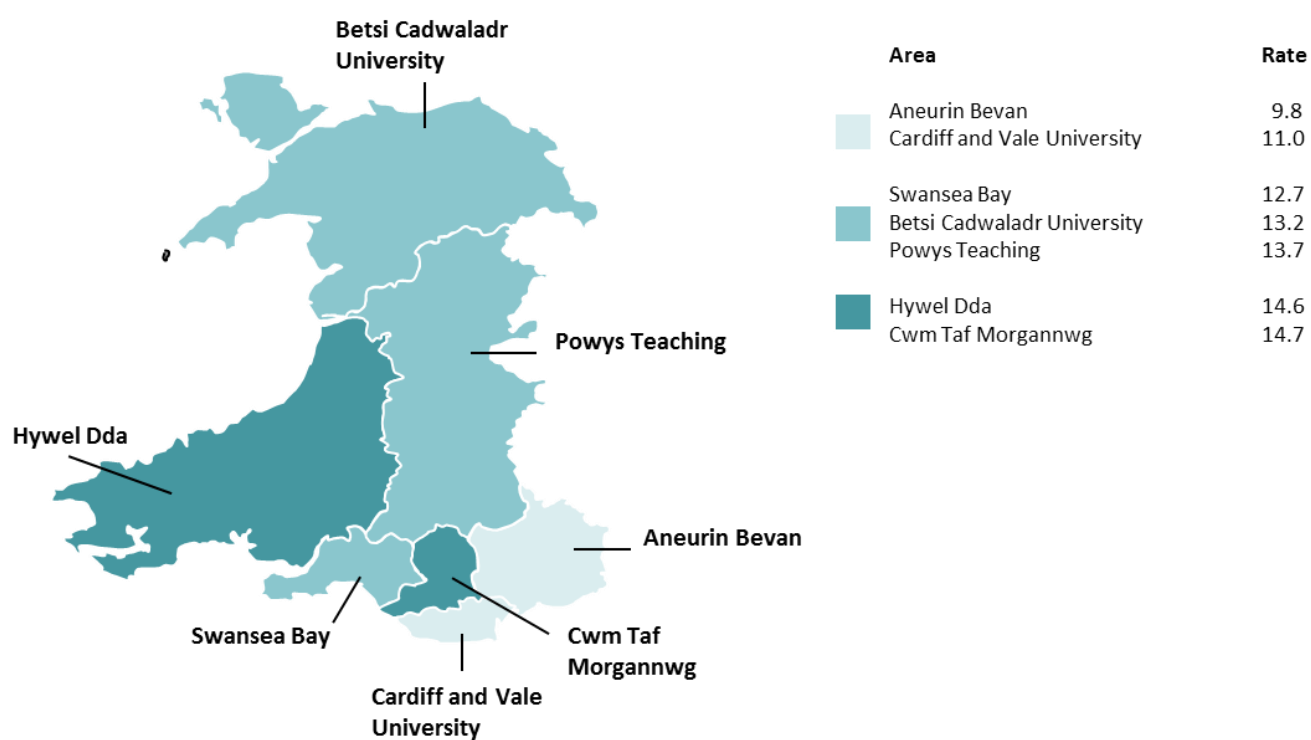 Betsi Cadwaladr
University
Powys Teaching
Hywel Dda
Aneurin Bevan
Swansea Bay
Cwm Taf
Morgannwg
Cardiff and Vale
University
Area Rate
Aneurin Bevan 9.8
Cardiff and Vale University 11.0
Swansea Bay 12.7
Betsi Cadwaladr University 13.2
Powys Teaching 13.7
Hywel Dda 14.6
Cwm Taf Morgannwg 14.7